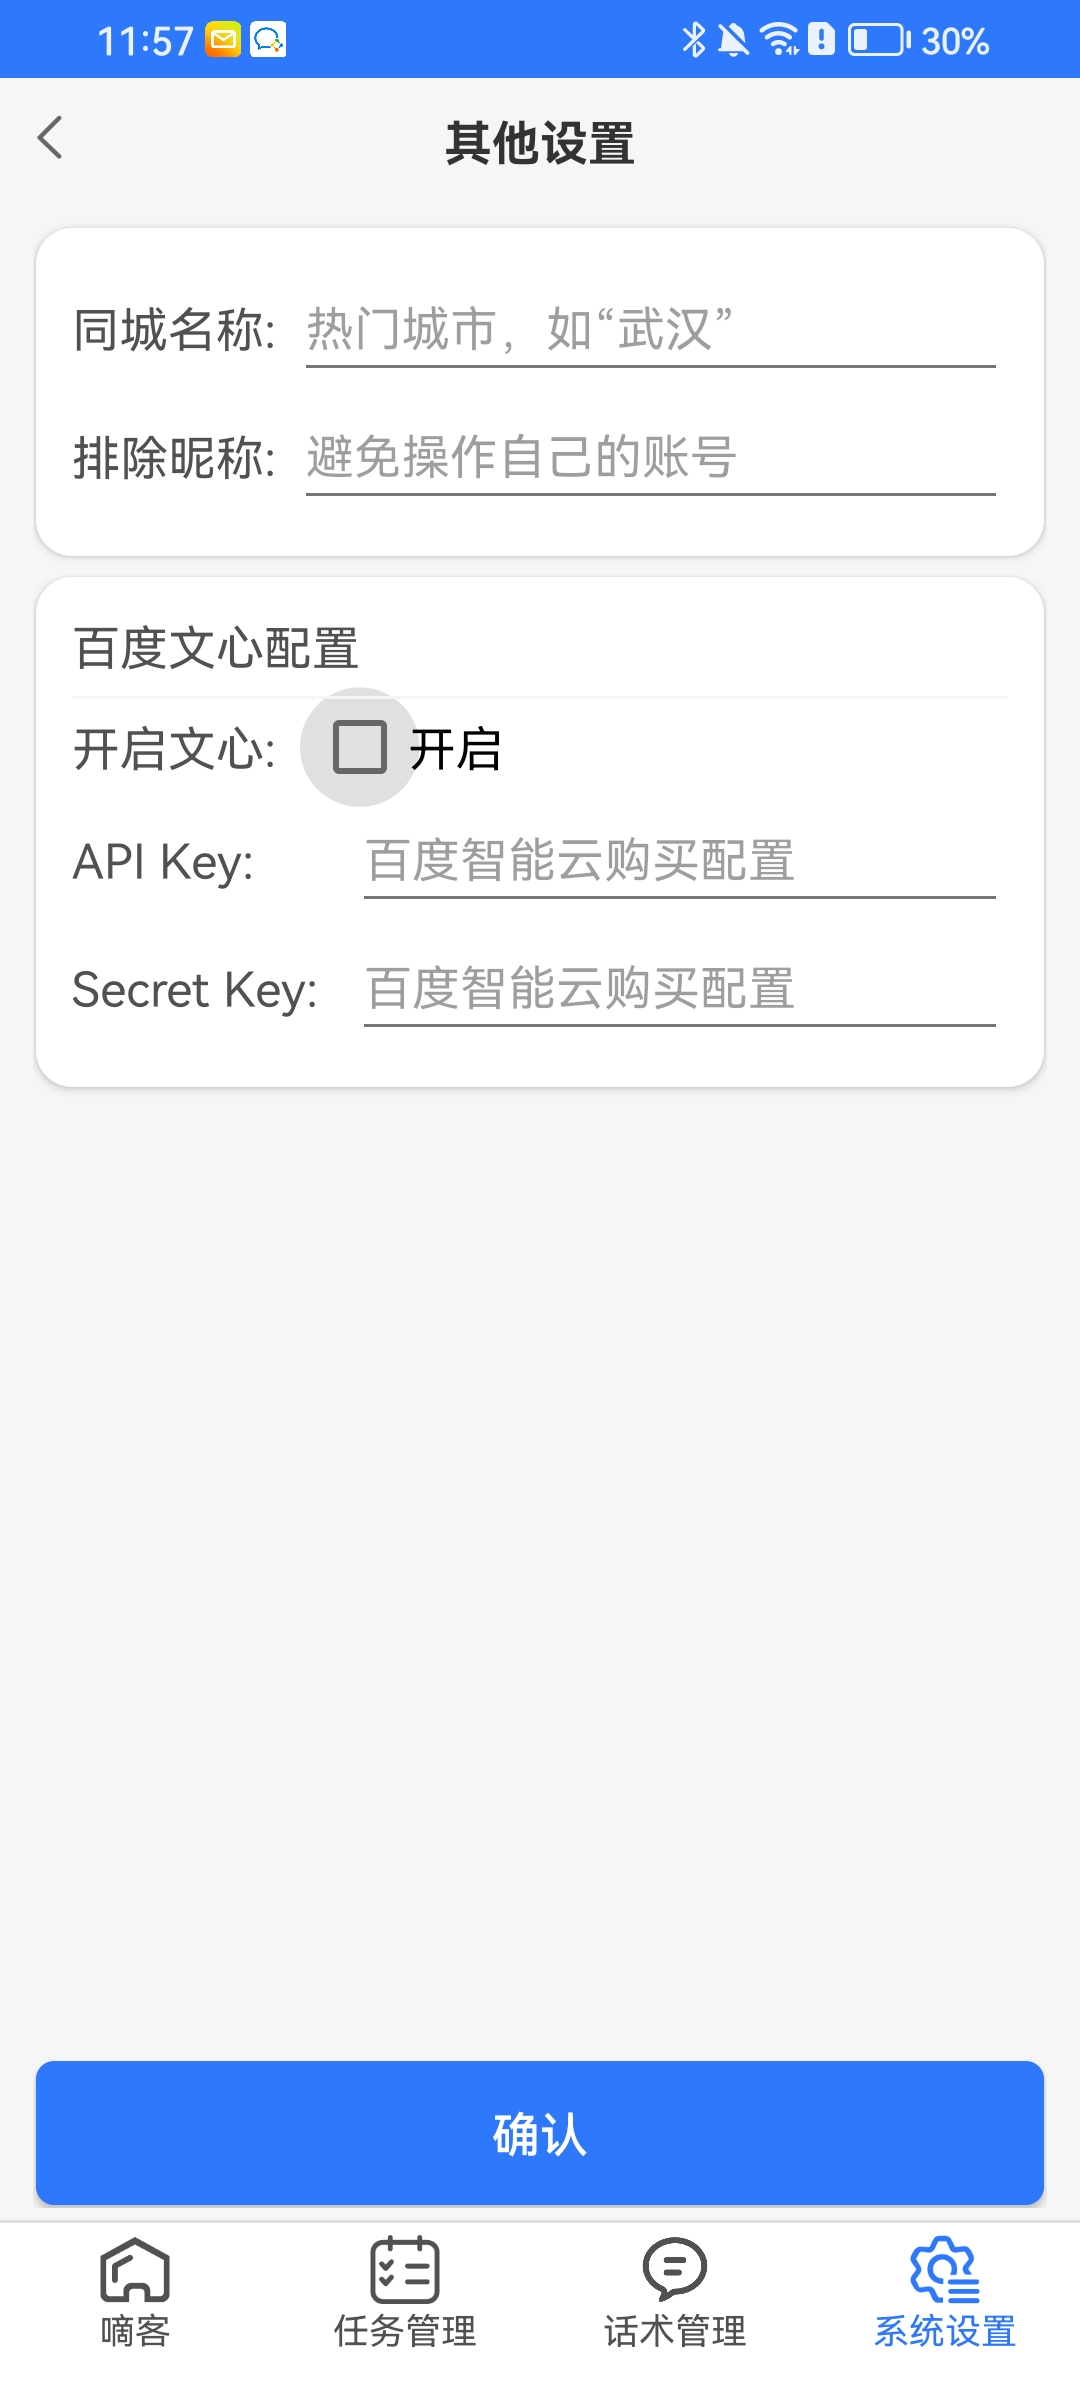 11:57 30%
其他设置
同城名称: 热门城市，如“武汉”
排除昵称: 避免操作自己的账号
百度文心配置
开启文心: 开启
API Key: 百度智能云购买配置
Secret Key: 百度智能云购买配置
确认
嘀客 任务管理 话术管理 系统设置